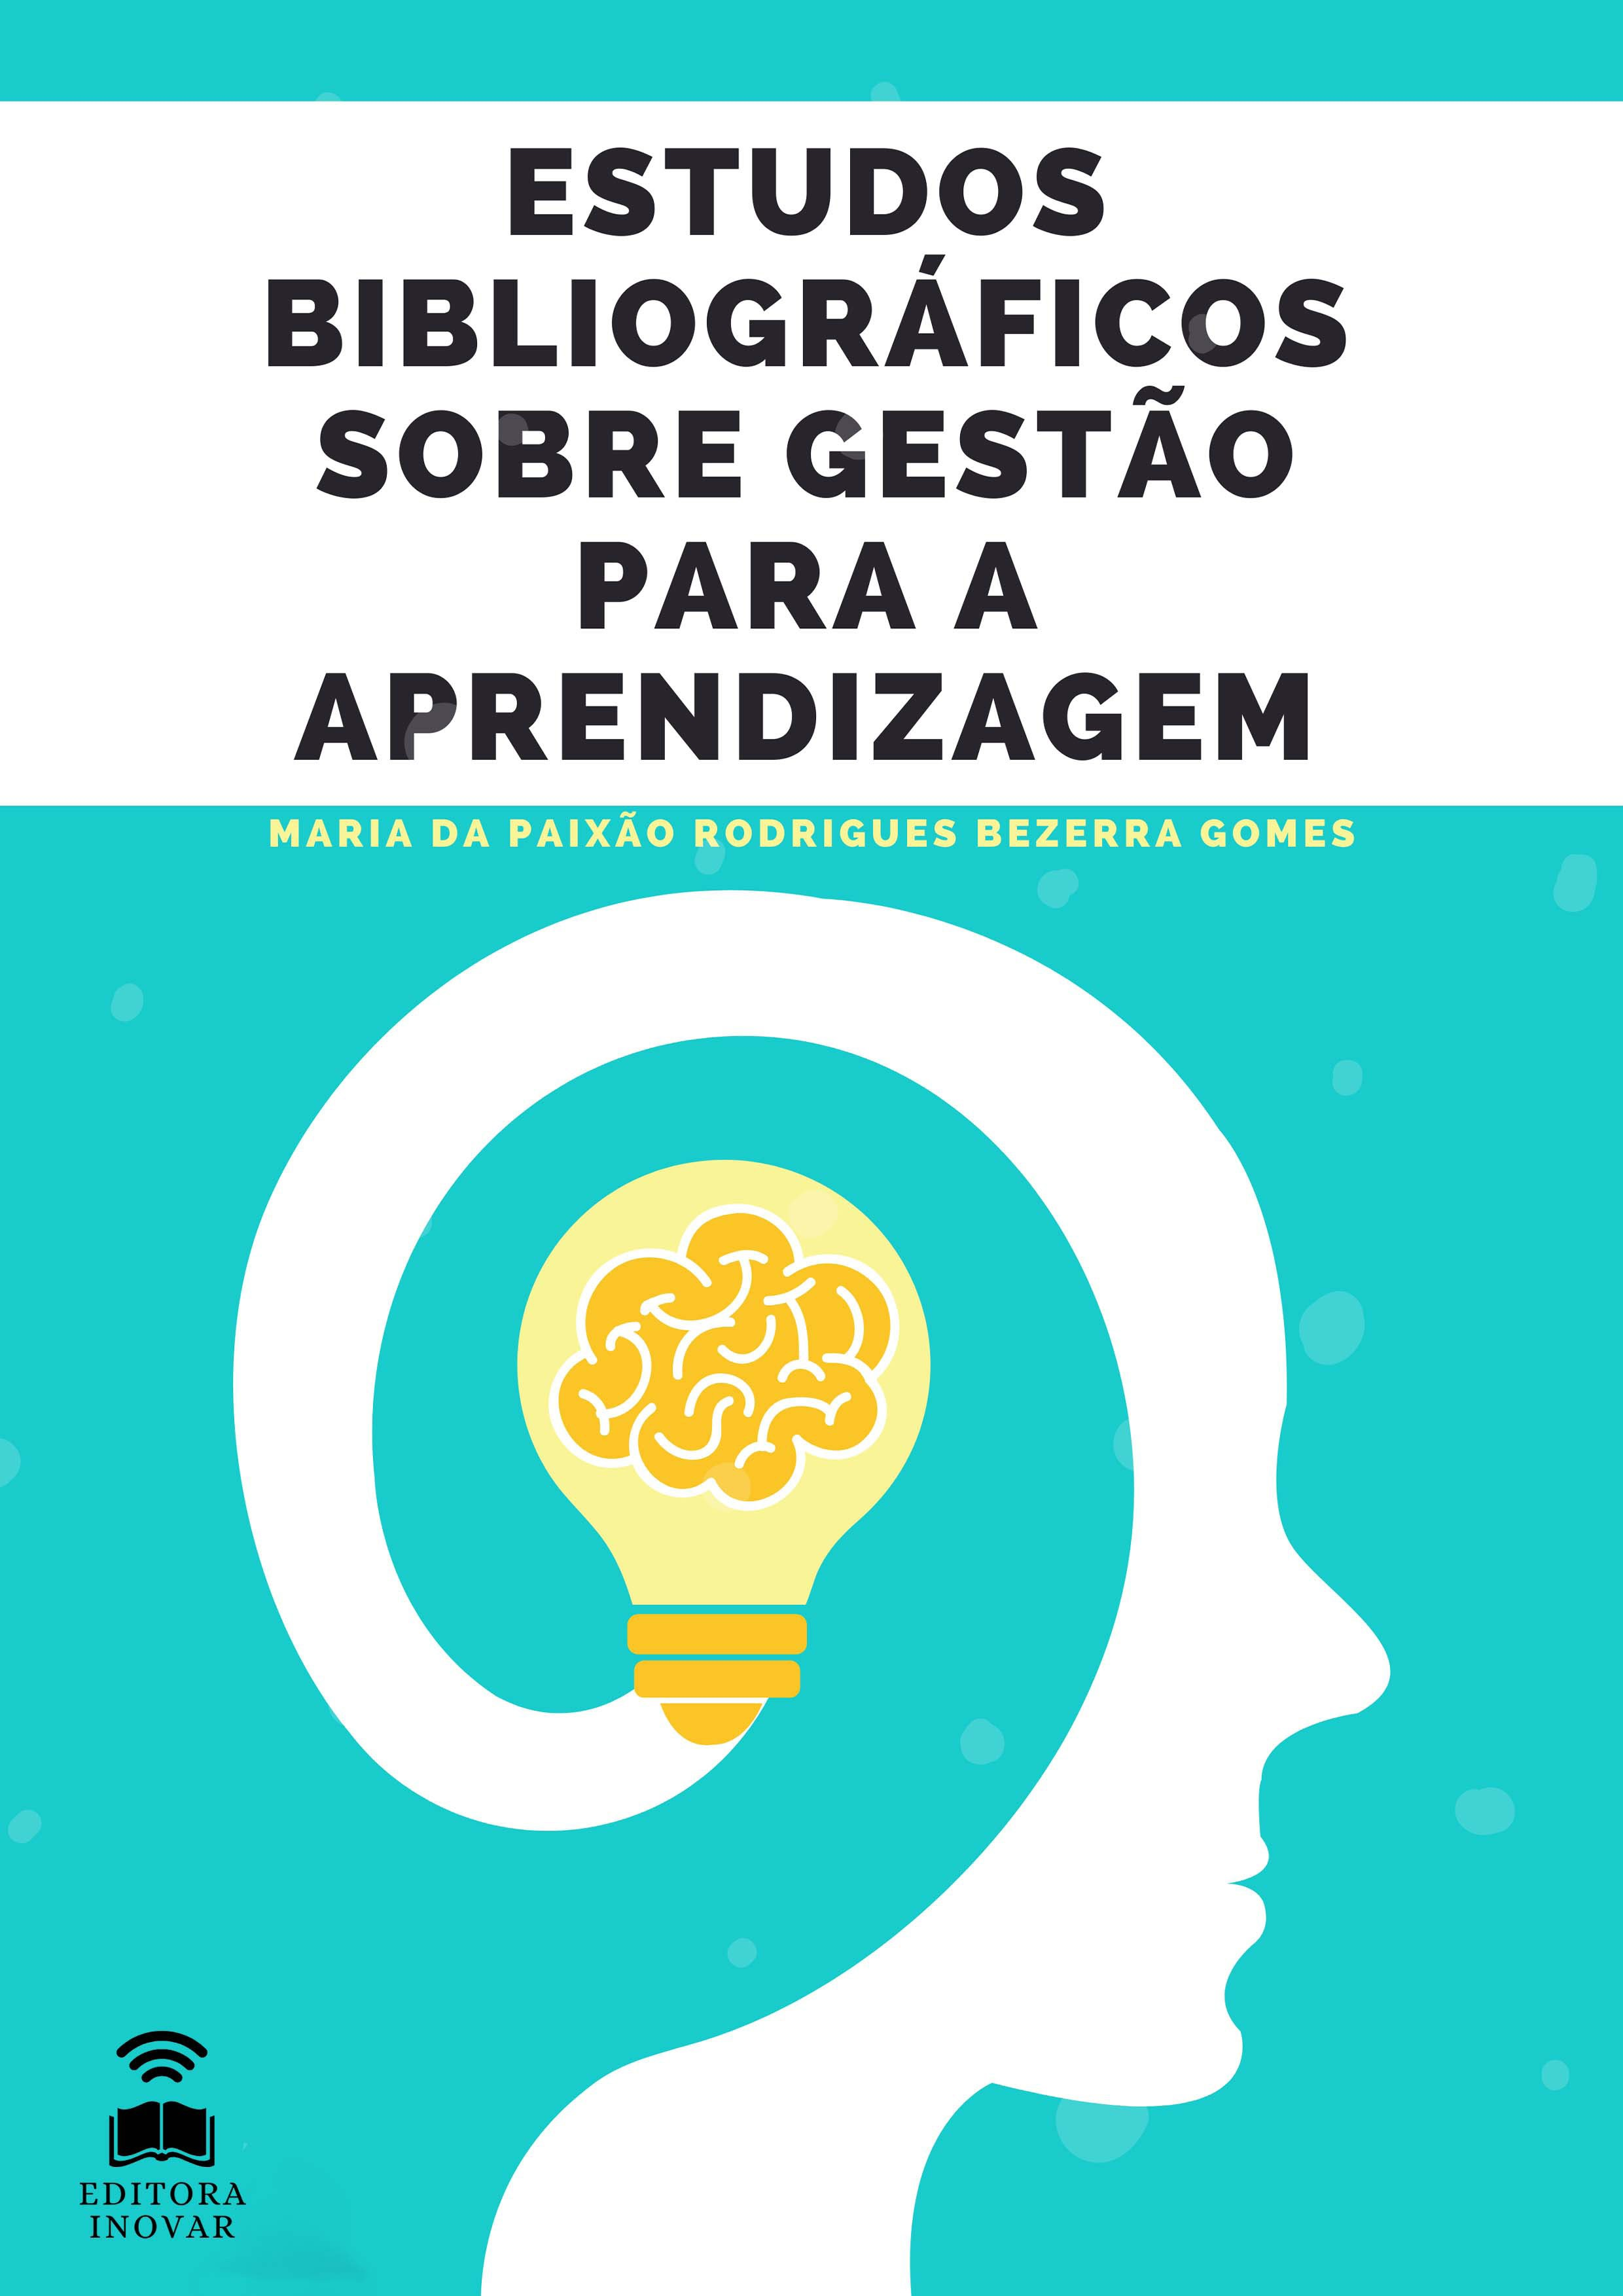 ESTUDOS
BIBLIOGRÁFICOS
SOBRE GESTÃO
PARA A
APRENDIZAGEM
MARIA DA PAIXÃO RODRIGUES BEZERRA GOMES
EDITORA
INOVAR